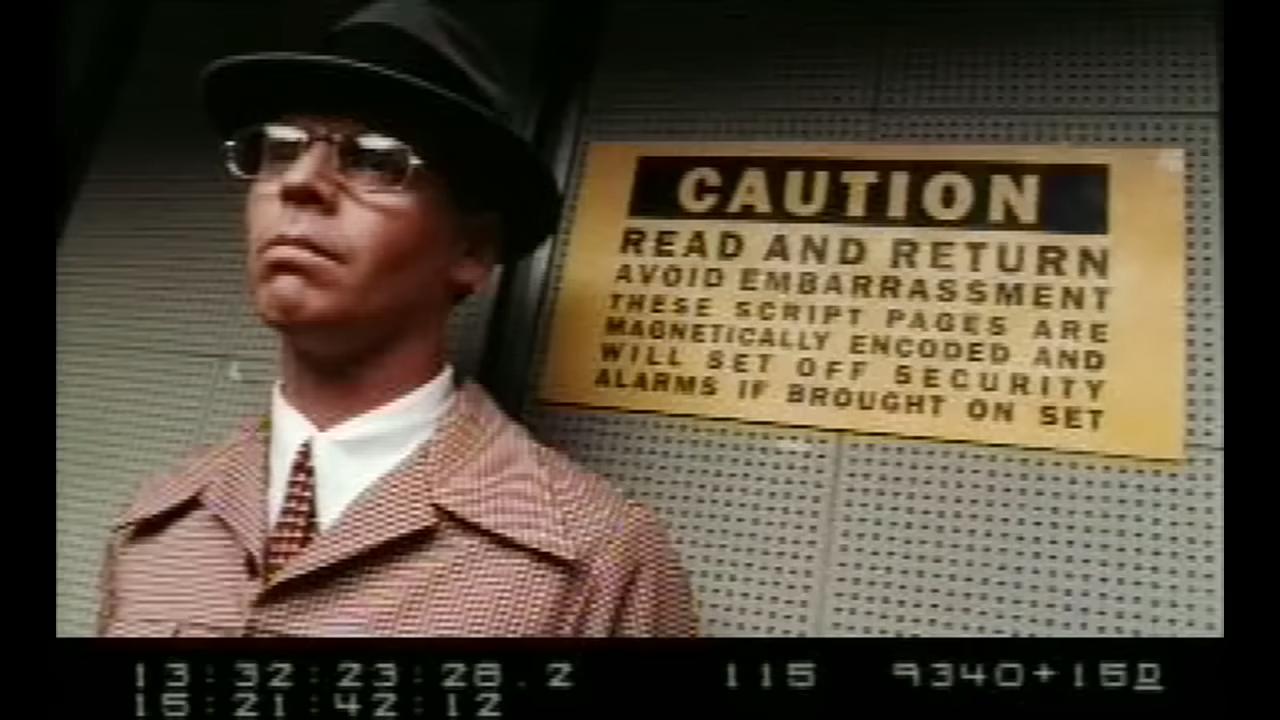 CAUTION
READ AND RETURN
AVOID EMBARRASSMENT
THESE SCRIPT PAGES ARE
MAGNETICALLY ENCODED AND
WILL SET OFF SECURITY
ALARMS IF BROUGHT ON SET
13:32:23:28.2 115 9340+15D
15:21:42:12